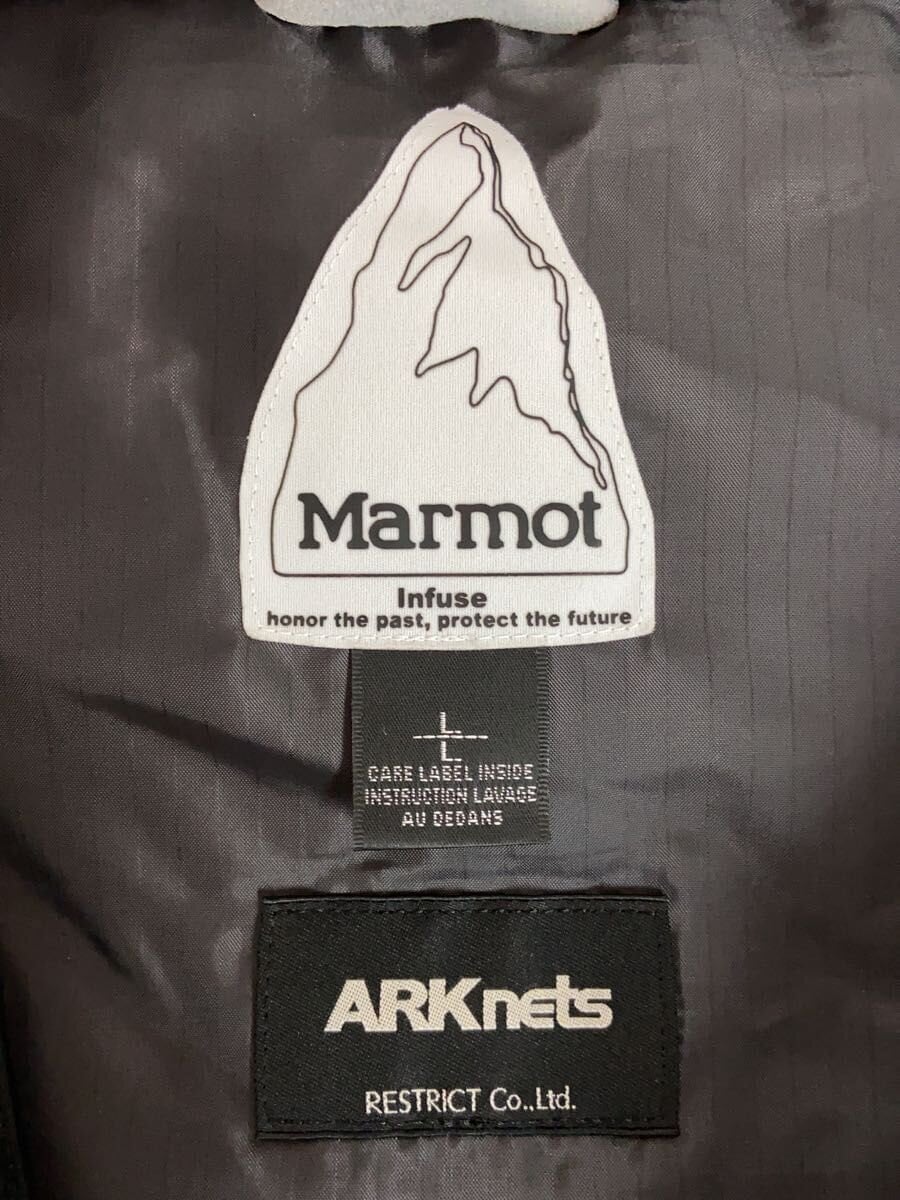 Marmot
Infuse
honor the past, protect the future
L
L
CARE LABEL INSIDE
INSTRUCTION LAVAGE
AU DEDANS
ARKnets
RESTRICT Co.,Ltd.